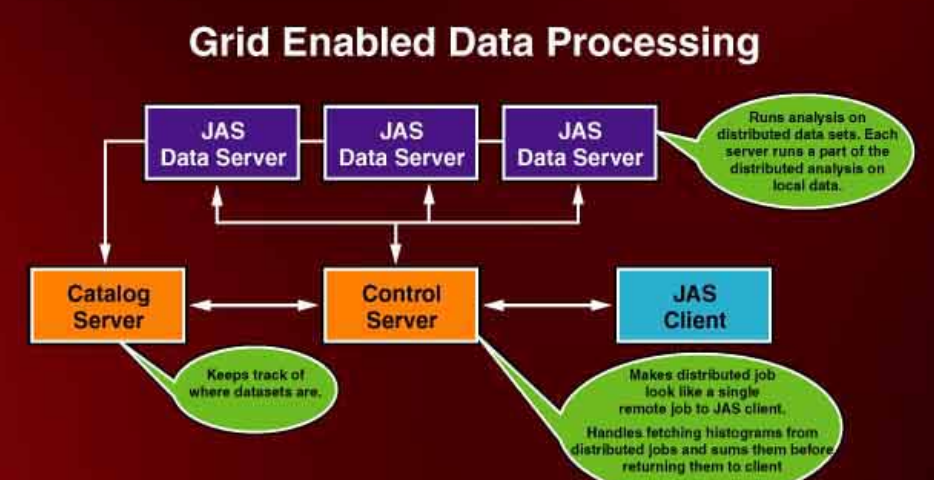 Grid Enabled Data Processing
JAS
Data Server
JAS
Data Server
JAS
Data Server
Runs analysis on
distributed data sets. Each
server runs a part of the
distributed analysis on
local data.
Catalog
Server
Control
Server
JAS
Client
Keeps track of
where datasets are.
Makes distributed job
look like a single
remote job to JAS client.
Handles fetching histograms from
distributed jobs and sums them before
returning them to client